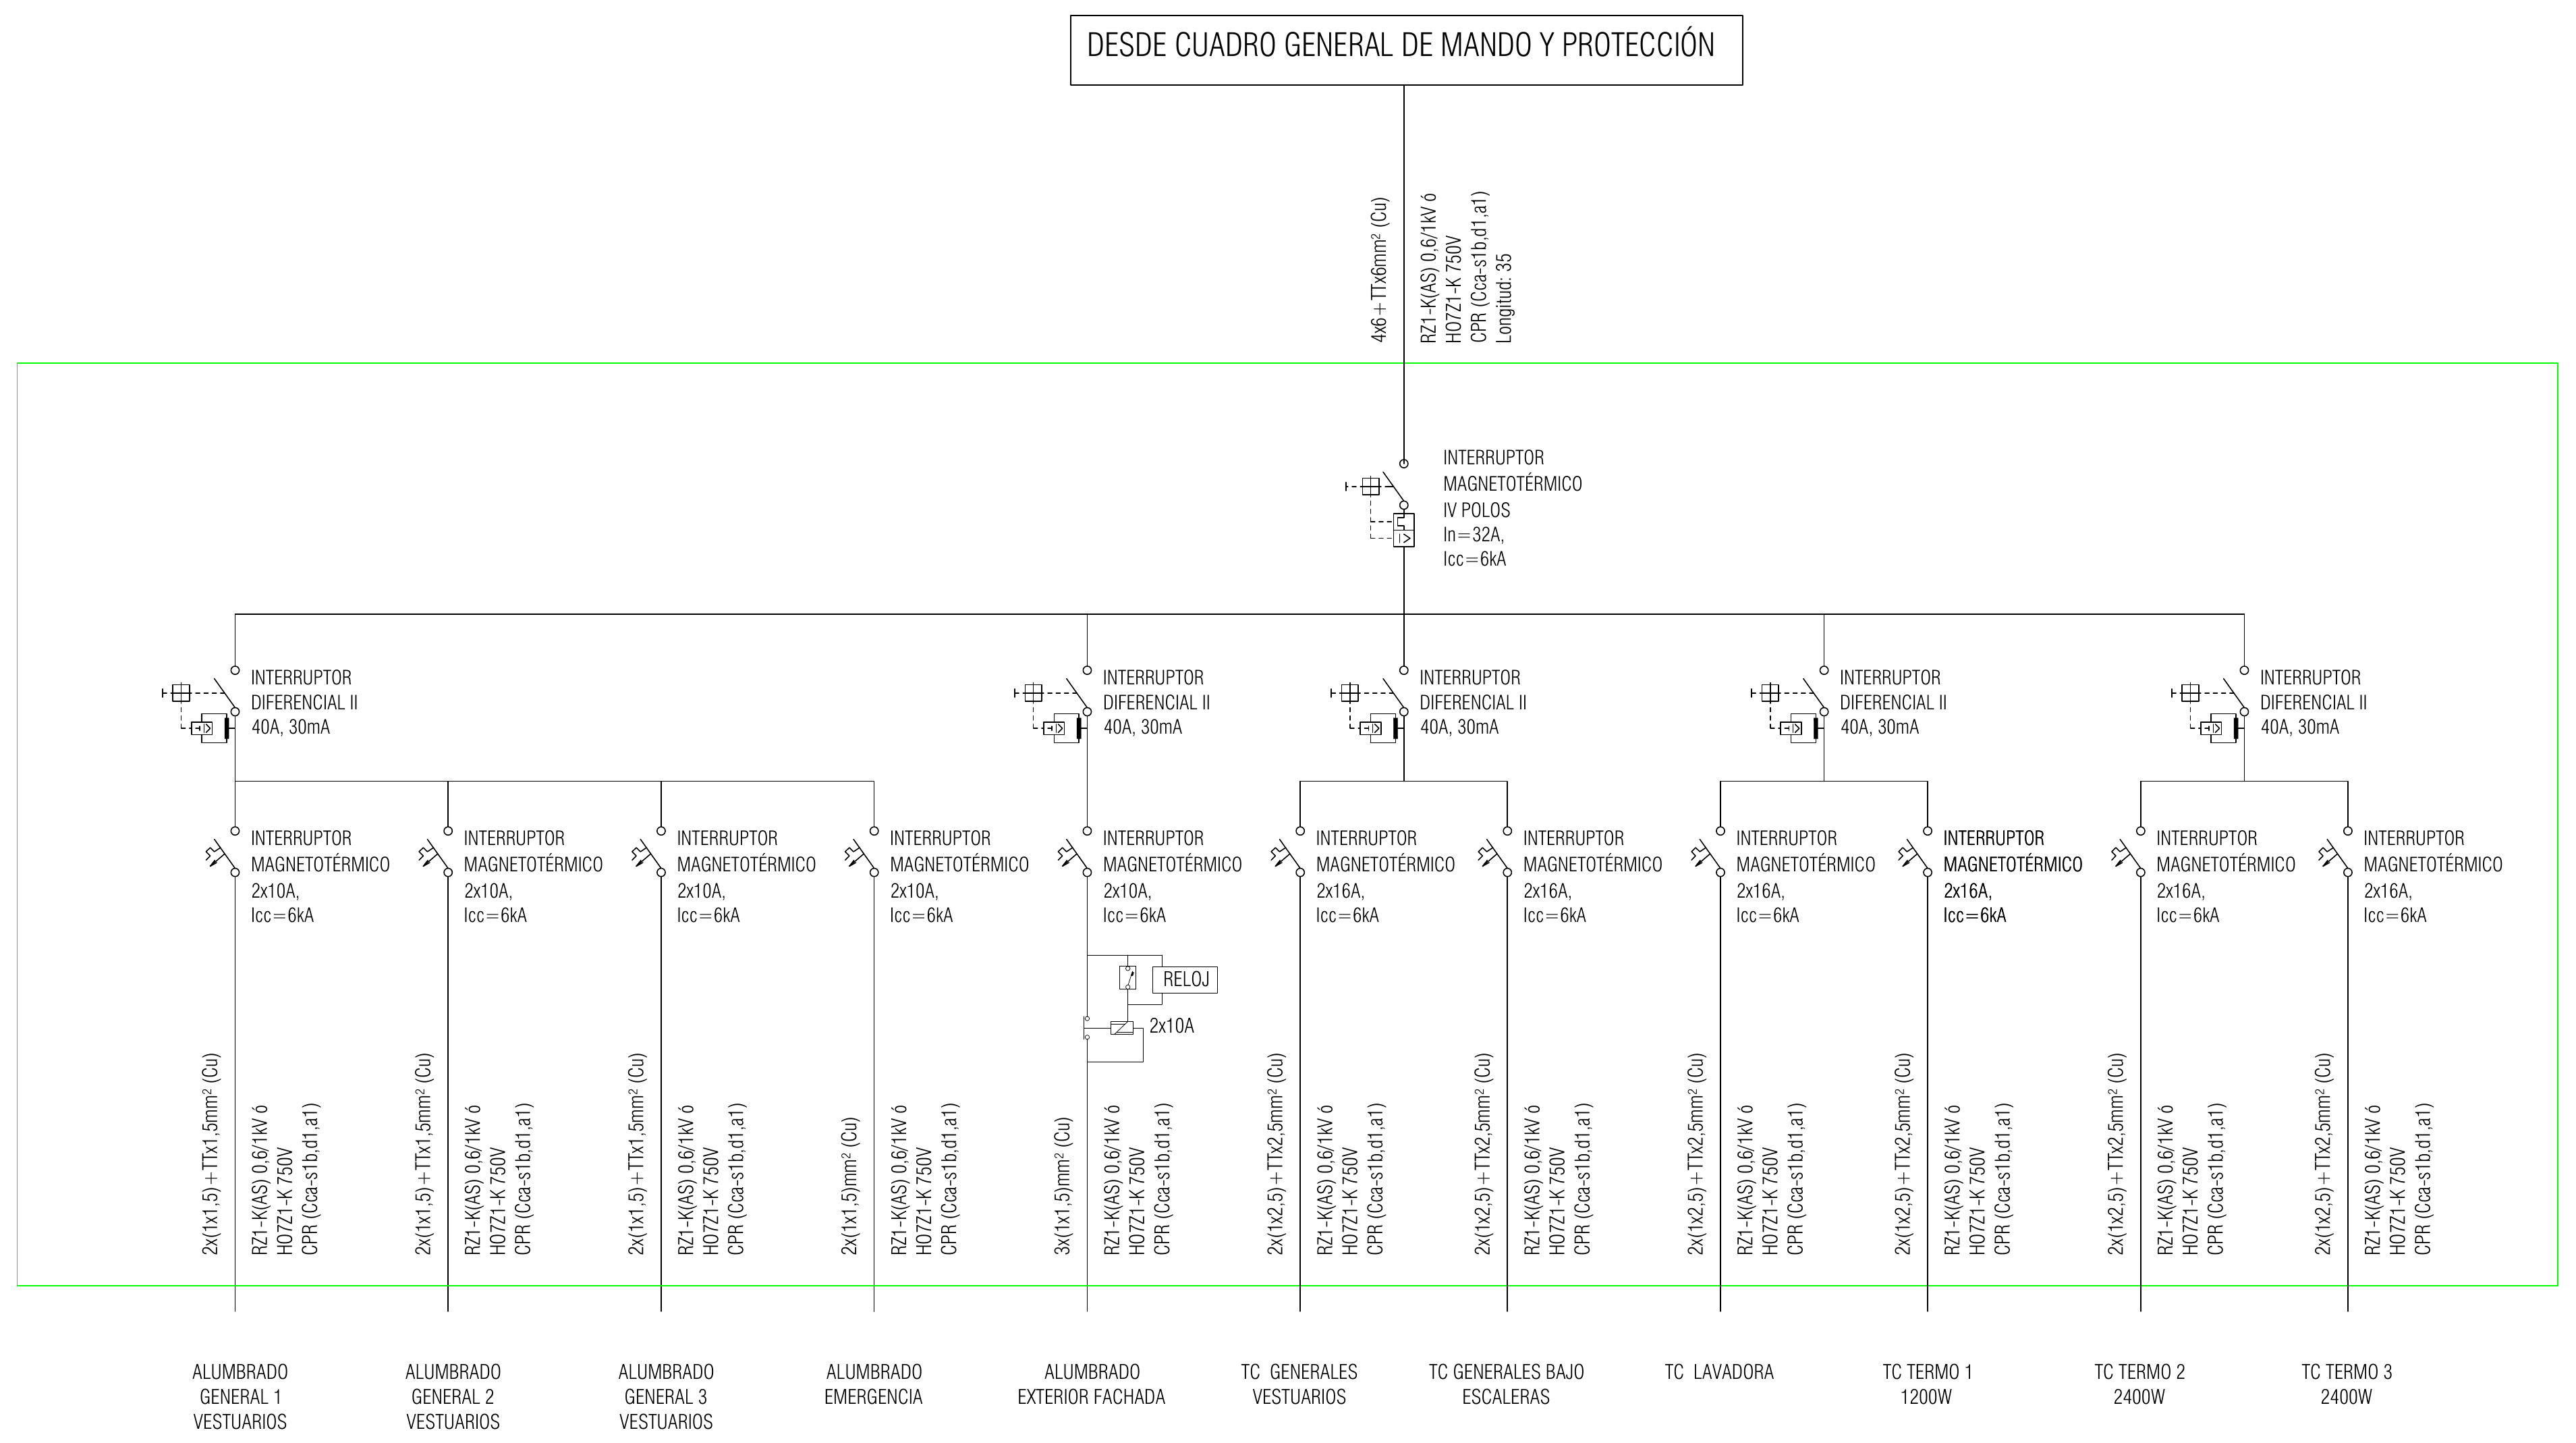 DESDE CUADRO GENERAL DE MANDO Y PROTECCIÓN
4x6+TTx6mm² (Cu)
RZ1-K(AS) 0,6/1kV ó
H07Z1-K 750V
CPR (Cca-s1b,d1,a1)
Longitud: 35
INTERRUPTOR
MAGNETOTÉRMICO
IV POLOS
In=32A,
Icc=6kA
INTERRUPTOR
DIFERENCIAL II
40A, 30mA
INTERRUPTOR
DIFERENCIAL II
40A, 30mA
INTERRUPTOR
DIFERENCIAL II
40A, 30mA
INTERRUPTOR
DIFERENCIAL II
40A, 30mA
INTERRUPTOR
DIFERENCIAL II
40A, 30mA
INTERRUPTOR
MAGNETOTÉRMICO
2x10A,
Icc=6kA
INTERRUPTOR
MAGNETOTÉRMICO
2x10A,
Icc=6kA
INTERRUPTOR
MAGNETOTÉRMICO
2x10A,
Icc=6kA
INTERRUPTOR
MAGNETOTÉRMICO
2x10A,
Icc=6kA
INTERRUPTOR
MAGNETOTÉRMICO
2x10A,
Icc=6kA
INTERRUPTOR
MAGNETOTÉRMICO
2x16A,
Icc=6kA
INTERRUPTOR
MAGNETOTÉRMICO
2x16A,
Icc=6kA
INTERRUPTOR
MAGNETOTÉRMICO
2x16A,
Icc=6kA
INTERRUPTOR
MAGNETOTÉRMICO
2x16A,
Icc=6kA
INTERRUPTOR
MAGNETOTÉRMICO
2x16A,
Icc=6kA
INTERRUPTOR
MAGNETOTÉRMICO
2x16A,
Icc=6kA
RELOJ
2x10A
2x(1x1,5)+TTx1,5mm² (Cu)
RZ1-K(AS) 0,6/1kV ó
H07Z1-K 750V
CPR (Cca-s1b,d1,a1)
2x(1x1,5)+TTx1,5mm² (Cu)
RZ1-K(AS) 0,6/1kV ó
H07Z1-K 750V
CPR (Cca-s1b,d1,a1)
2x(1x1,5)+TTx1,5mm² (Cu)
RZ1-K(AS) 0,6/1kV ó
H07Z1-K 750V
CPR (Cca-s1b,d1,a1)
2x(1x1,5)mm² (Cu)
RZ1-K(AS) 0,6/1kV ó
H07Z1-K 750V
CPR (Cca-s1b,d1,a1)
3x(1x1,5)mm² (Cu)
RZ1-K(AS) 0,6/1kV ó
H07Z1-K 750V
CPR (Cca-s1b,d1,a1)
2x(1x2,5)+TTx2,5mm² (Cu)
RZ1-K(AS) 0,6/1kV ó
H07Z1-K 750V
CPR (Cca-s1b,d1,a1)
2x(1x2,5)+TTx2,5mm² (Cu)
RZ1-K(AS) 0,6/1kV ó
H07Z1-K 750V
CPR (Cca-s1b,d1,a1)
2x(1x2,5)+TTx2,5mm² (Cu)
RZ1-K(AS) 0,6/1kV ó
H07Z1-K 750V
CPR (Cca-s1b,d1,a1)
2x(1x2,5)+TTx2,5mm² (Cu)
RZ1-K(AS) 0,6/1kV ó
H07Z1-K 750V
CPR (Cca-s1b,d1,a1)
2x(1x2,5)+TTx2,5mm² (Cu)
RZ1-K(AS) 0,6/1kV ó
H07Z1-K 750V
CPR (Cca-s1b,d1,a1)
2x(1x2,5)+TTx2,5mm² (Cu)
RZ1-K(AS) 0,6/1kV ó
H07Z1-K 750V
CPR (Cca-s1b,d1,a1)
ALUMBRADO
GENERAL 1
VESTUARIOS
ALUMBRADO
GENERAL 2
VESTUARIOS
ALUMBRADO
GENERAL 3
VESTUARIOS
ALUMBRADO
EMERGENCIA
ALUMBRADO
EXTERIOR FACHADA
TC GENERALES
VESTUARIOS
TC GENERALES BAJO
ESCALERAS
TC LAVADORA
TC TERMO 1
1200W
TC TERMO 2
2400W
TC TERMO 3
2400W